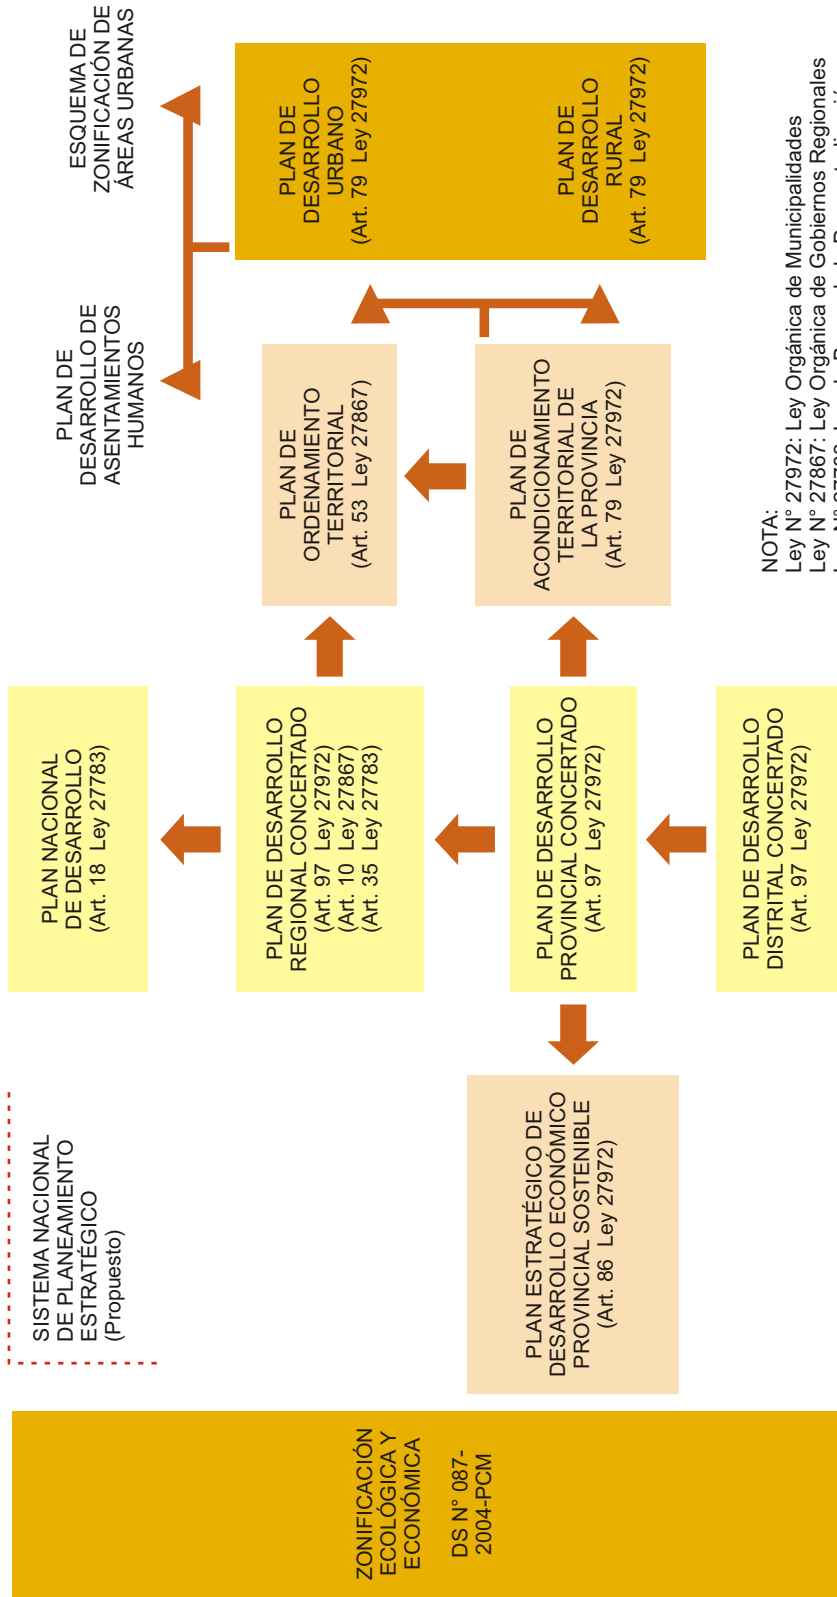 ZONIFICACIÓN
ECOLÓGICA Y
ECONÓMICA
DS N° 087-
2004-PCM
SISTEMA NACIONAL
DE PLANEAMIENTO
ESTRATÉGICO
(Propuesto)
PLAN ESTRATÉGICO DE
DESARROLLO ECONÓMICO
PROVINCIAL SOSTENIBLE
(Art. 86 Ley 27972)
PLAN NACIONAL
DE DESARROLLO
(Art. 18 Ley 27783)
PLAN DE DESARROLLO
REGIONAL CONCERTADO
(Art. 97 Ley 27972)
(Art. 10 Ley 27867)
(Art. 35 Ley 27783)
PLAN DE DESARROLLO
PROVINCIAL CONCERTADO
(Art. 97 Ley 27972)
PLAN DE DESARROLLO
DISTRITAL CONCERTADO
(Art. 97 Ley 27972)
PLAN DE
ORDENAMIENTO
TERRITORIAL
(Art. 53 Ley 27867)
PLAN DE
ACONDICIONAMIENTO
TERRITORIAL DE
LA PROVINCIA
(Art. 79 Ley 27972)
PLAN DE
DESARROLLO DE
ASENTAMIENTOS
HUMANOS
ESQUEMA DE
ZONIFICACIÓN DE
ÁREAS URBANAS
PLAN DE
DESARROLLO
URBANO
(Art. 79 Ley 27972)
PLAN DE
DESARROLLO
RURAL
(Art. 79 Ley 27972)
NOTA:
Ley N° 27972: Ley Orgánica de Municipalidades
Ley N° 27867: Ley Orgánica de Gobiernos Regionales